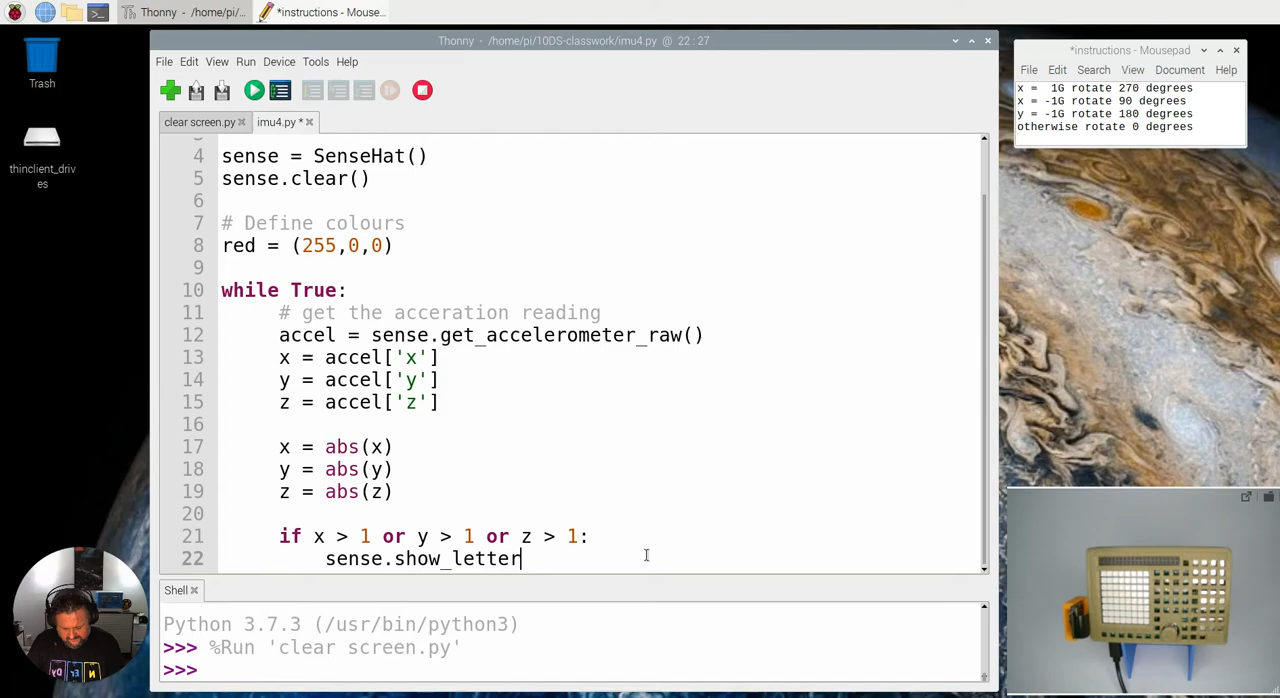 Thonny - /home/pi/...
*instructions - Mouse...
Trash
thinclient_driv
es
Thonny - /home/pi/10DS-classwork/imu4.py @ 22 : 27
File Edit View Run Device Tools Help
clear screen.py
imu4.py *
4 sense = SenseHat()
5 sense.clear()
6
7 # Define colours
8 red = (255,0,0)
9
10 while True:
11 # get the acceration reading
12 accel = sense.get_accelerometer_raw()
13 x = accel['x']
14 y = accel['y']
15 z = accel['z']
16
17 x = abs(x)
18 y = abs(y)
19 z = abs(z)
20
21 if x > 1 or y > 1 or z > 1:
22 sense.show_letter
Shell
Python 3.7.3 (/usr/bin/python3)
>>> %Run 'clear screen.py'
>>>
*instructions - Mousepad
File Edit Search View Document Help
x = 1G rotate 270 degrees
x = -1G rotate 90 degrees
y = -1G rotate 180 degrees
otherwise rotate 0 degrees